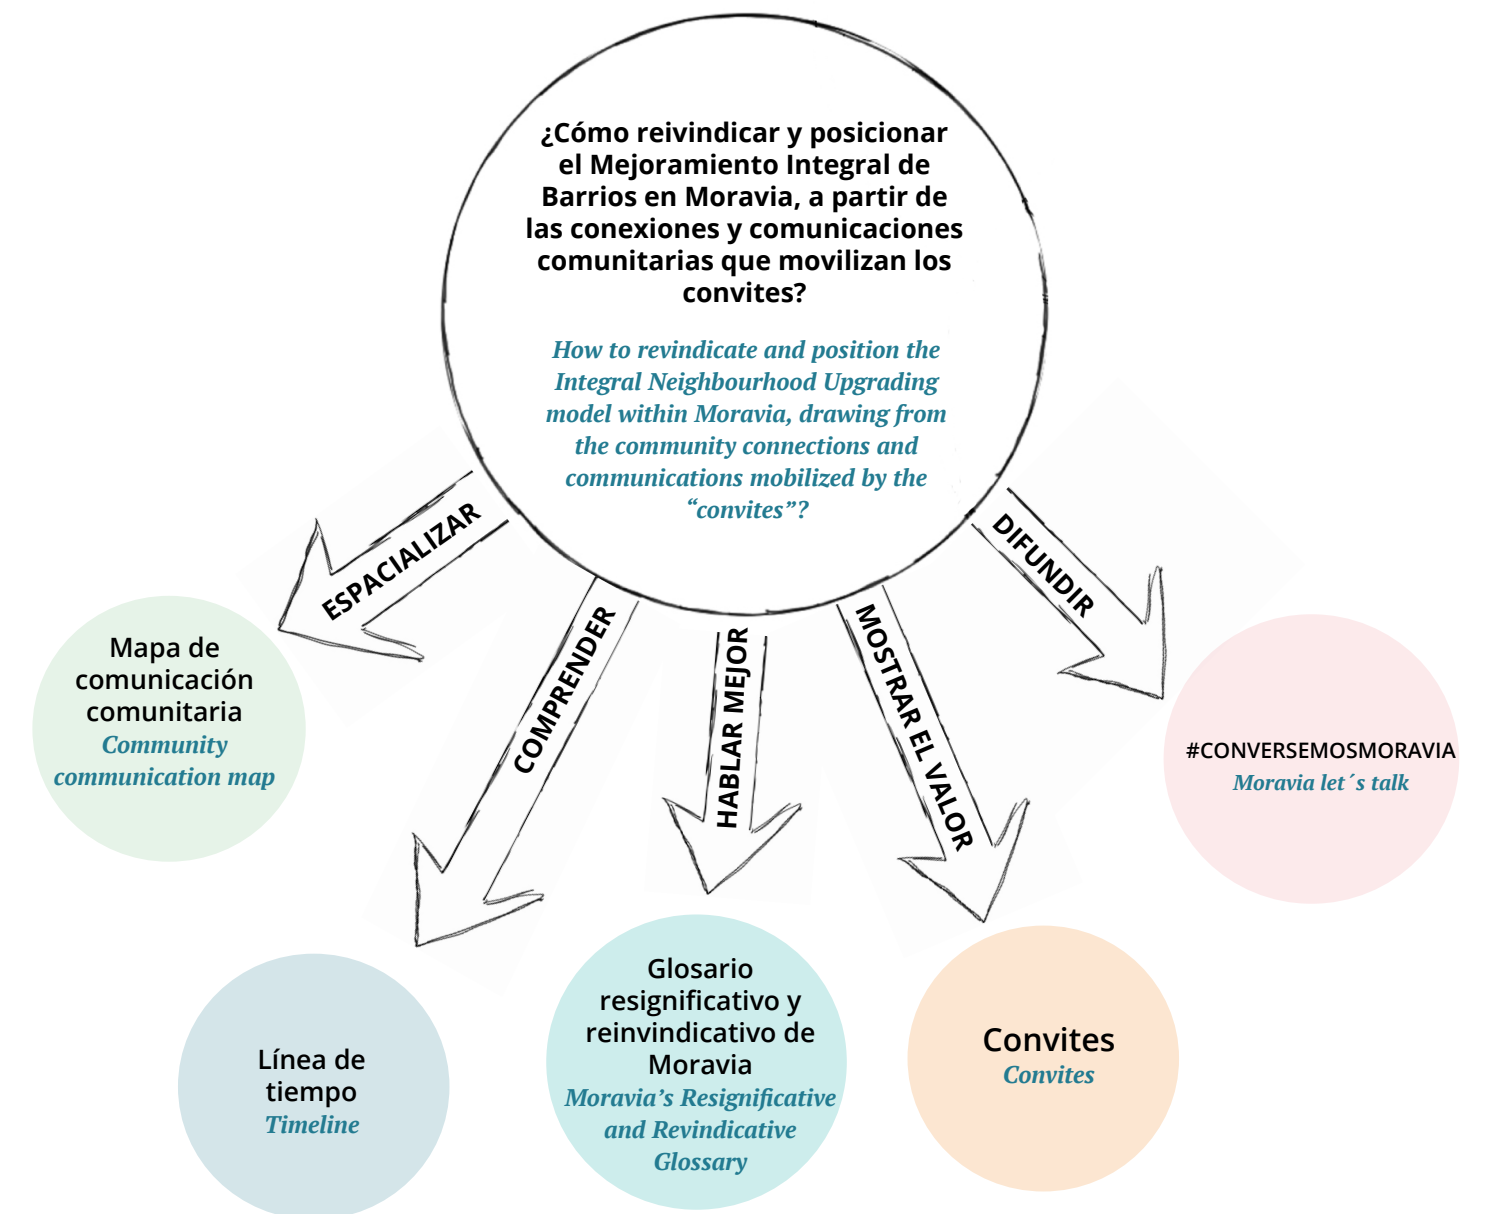 ¿Cómo reivindicar y posicionar
el Mejoramiento Integral de
Barrios en Moravia, a partir de
las conexiones y comunicaciones
comunitarias que movilizan los
convites?
How to revindicate and position the
Integral Neighbourhood Upgrading
model within Moravia, drawing from
the community connections and
communications mobilized by the
“convites”?
ESPACIALIZAR
COMPRENDER
HABLAR MEJOR
MOSTRAR EL VALOR
DIFUNDIR
Mapa de
comunicación
comunitaria
Community
communication map
Línea de
tiempo
Timeline
Glosario
resignificativo y
reinvindicativo de
Moravia
Moravia’s Resignificative
and Revindicative
Glossary
Convites
Convites
#CONVERSEMOSMORAVIA
Moravia let´s talk